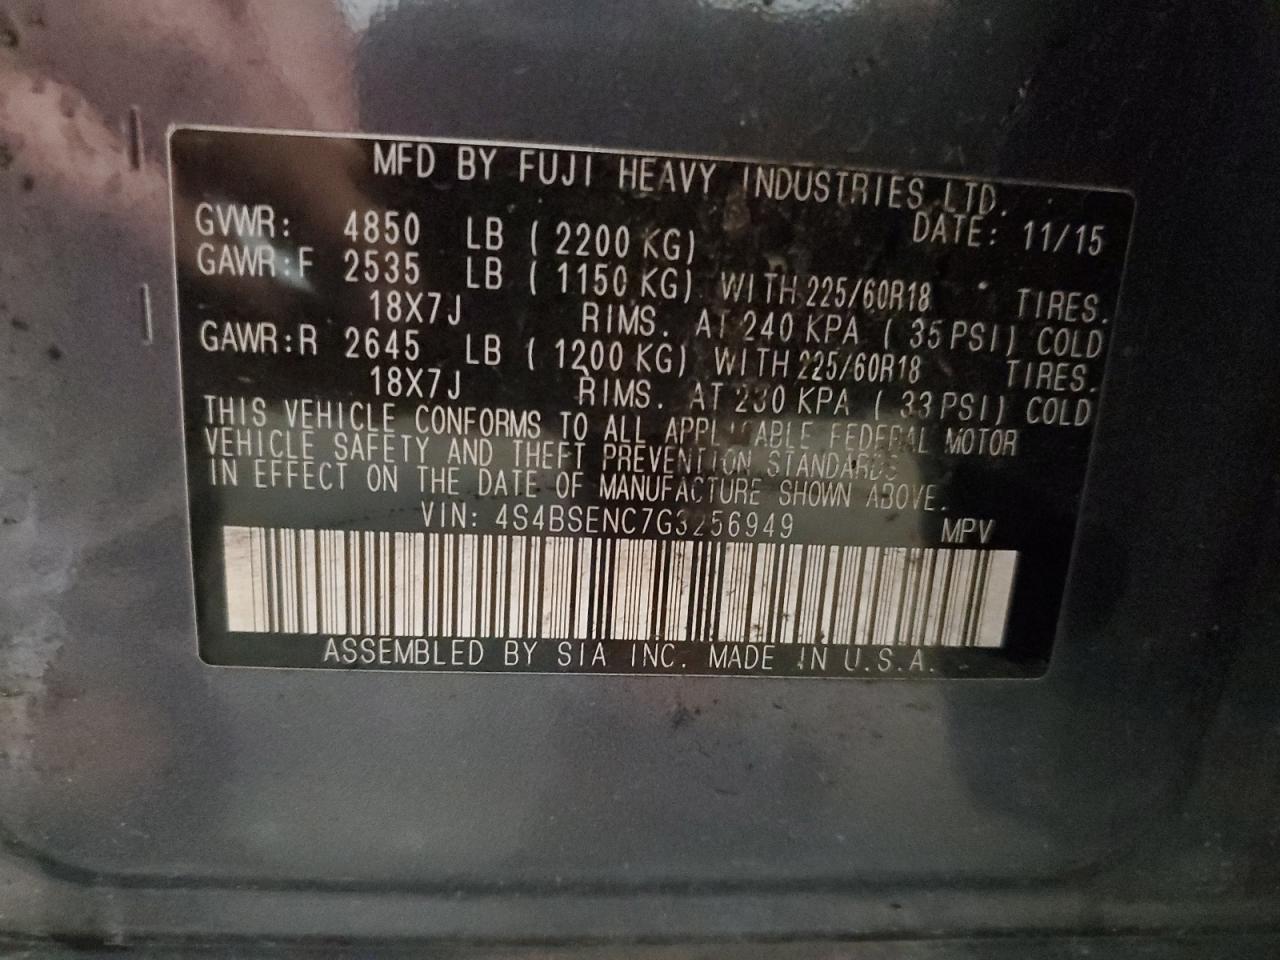 MFD BY FUJI HEAVY INDUSTRIES LTD.
DATE: 11/15
GVWR: 4850 LB ( 2200 KG)
GAWR:F 2535 LB ( 1150 KG) WITH 225/60R18 TIRES.
18X7J RIMS. AT 240 KPA ( 35 PSI) COLD
GAWR:R 2645 LB ( 1200 KG) WITH 225/60R18 TIRES.
18X7J RIMS. AT 230 KPA ( 33 PSI) COLD
THIS VEHICLE CONFORMS TO ALL APPLICABLE FEDERAL MOTOR
VEHICLE SAFETY AND THEFT PREVENTION STANDARDS
IN EFFECT ON THE DATE OF MANUFACTURE SHOWN ABOVE.
VIN: 4S4BSENC7G3256949 MPV
ASSEMBLED BY SIA INC. MADE IN U.S.A.